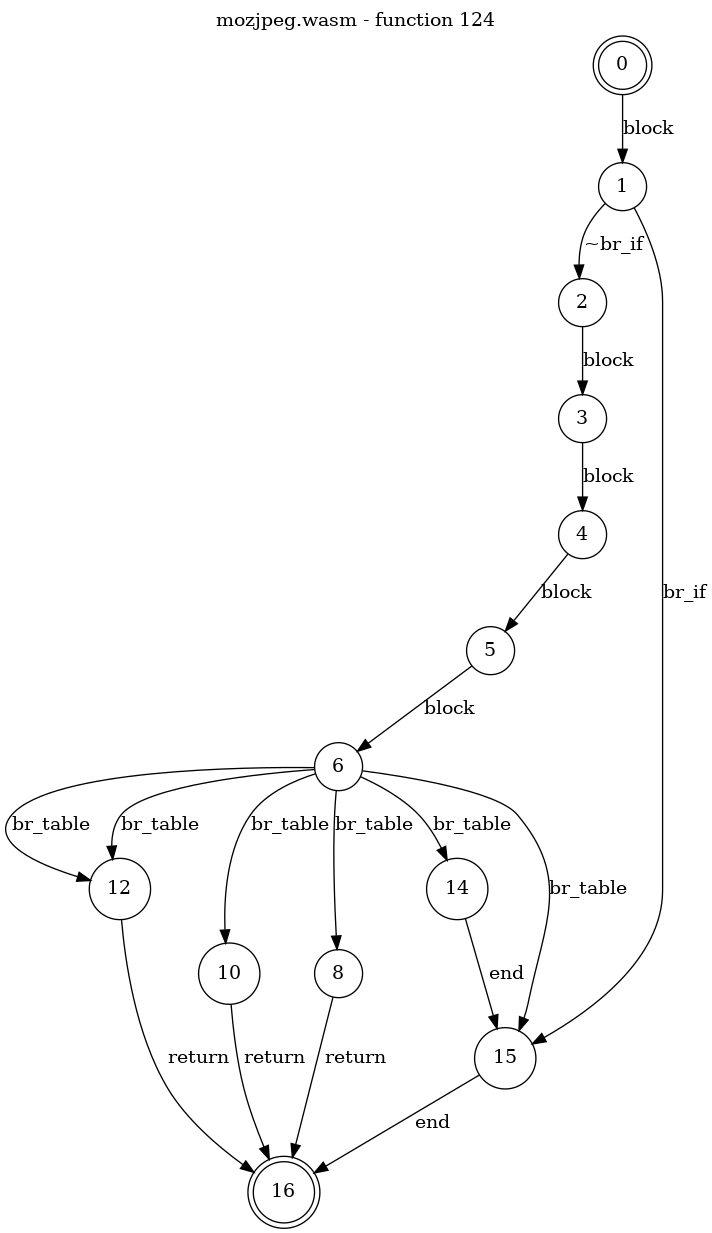 mozjpeg.wasm - function 124
0
block
1
~br_if
2
block
3
block
4
block
br_if
5
block
6
br_table
br_table
br_table
br_table
br_table
12
14
br_table
10
8
end
15
return
return
return
end
16